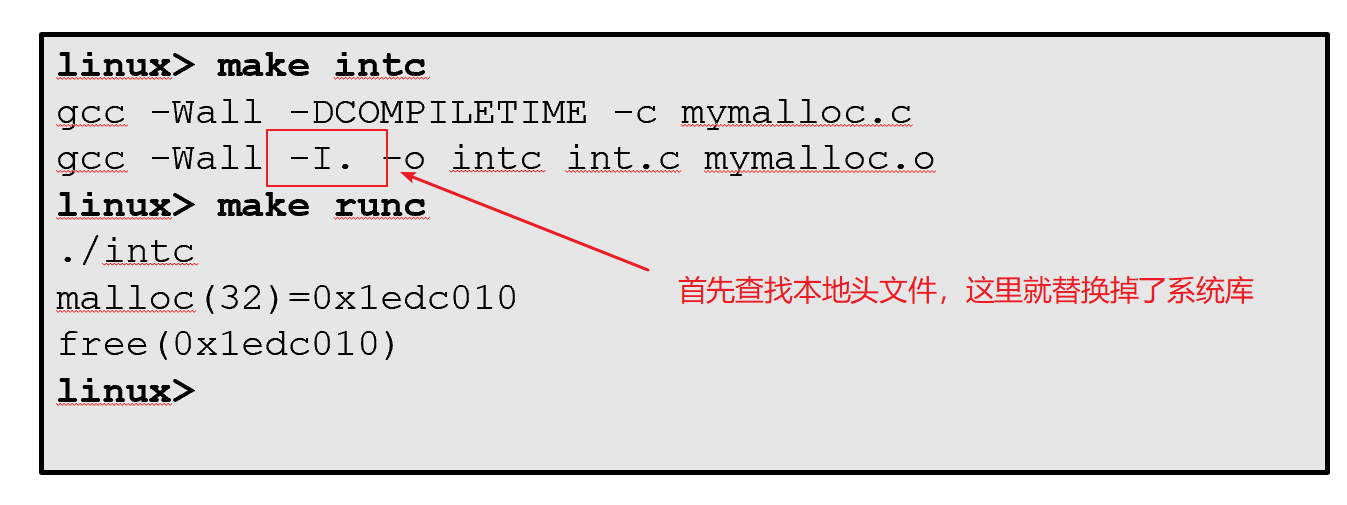 linux> make intc
gcc -Wall -DCOMPILETIME -c mymalloc.c
gcc -Wall -I. -o intc int.c mymalloc.o
linux> make runc
./intc
首先查找本地头文件，这里就替换掉了系统库
malloc(32)=0x1edc010
free(0x1edc010)
linux>